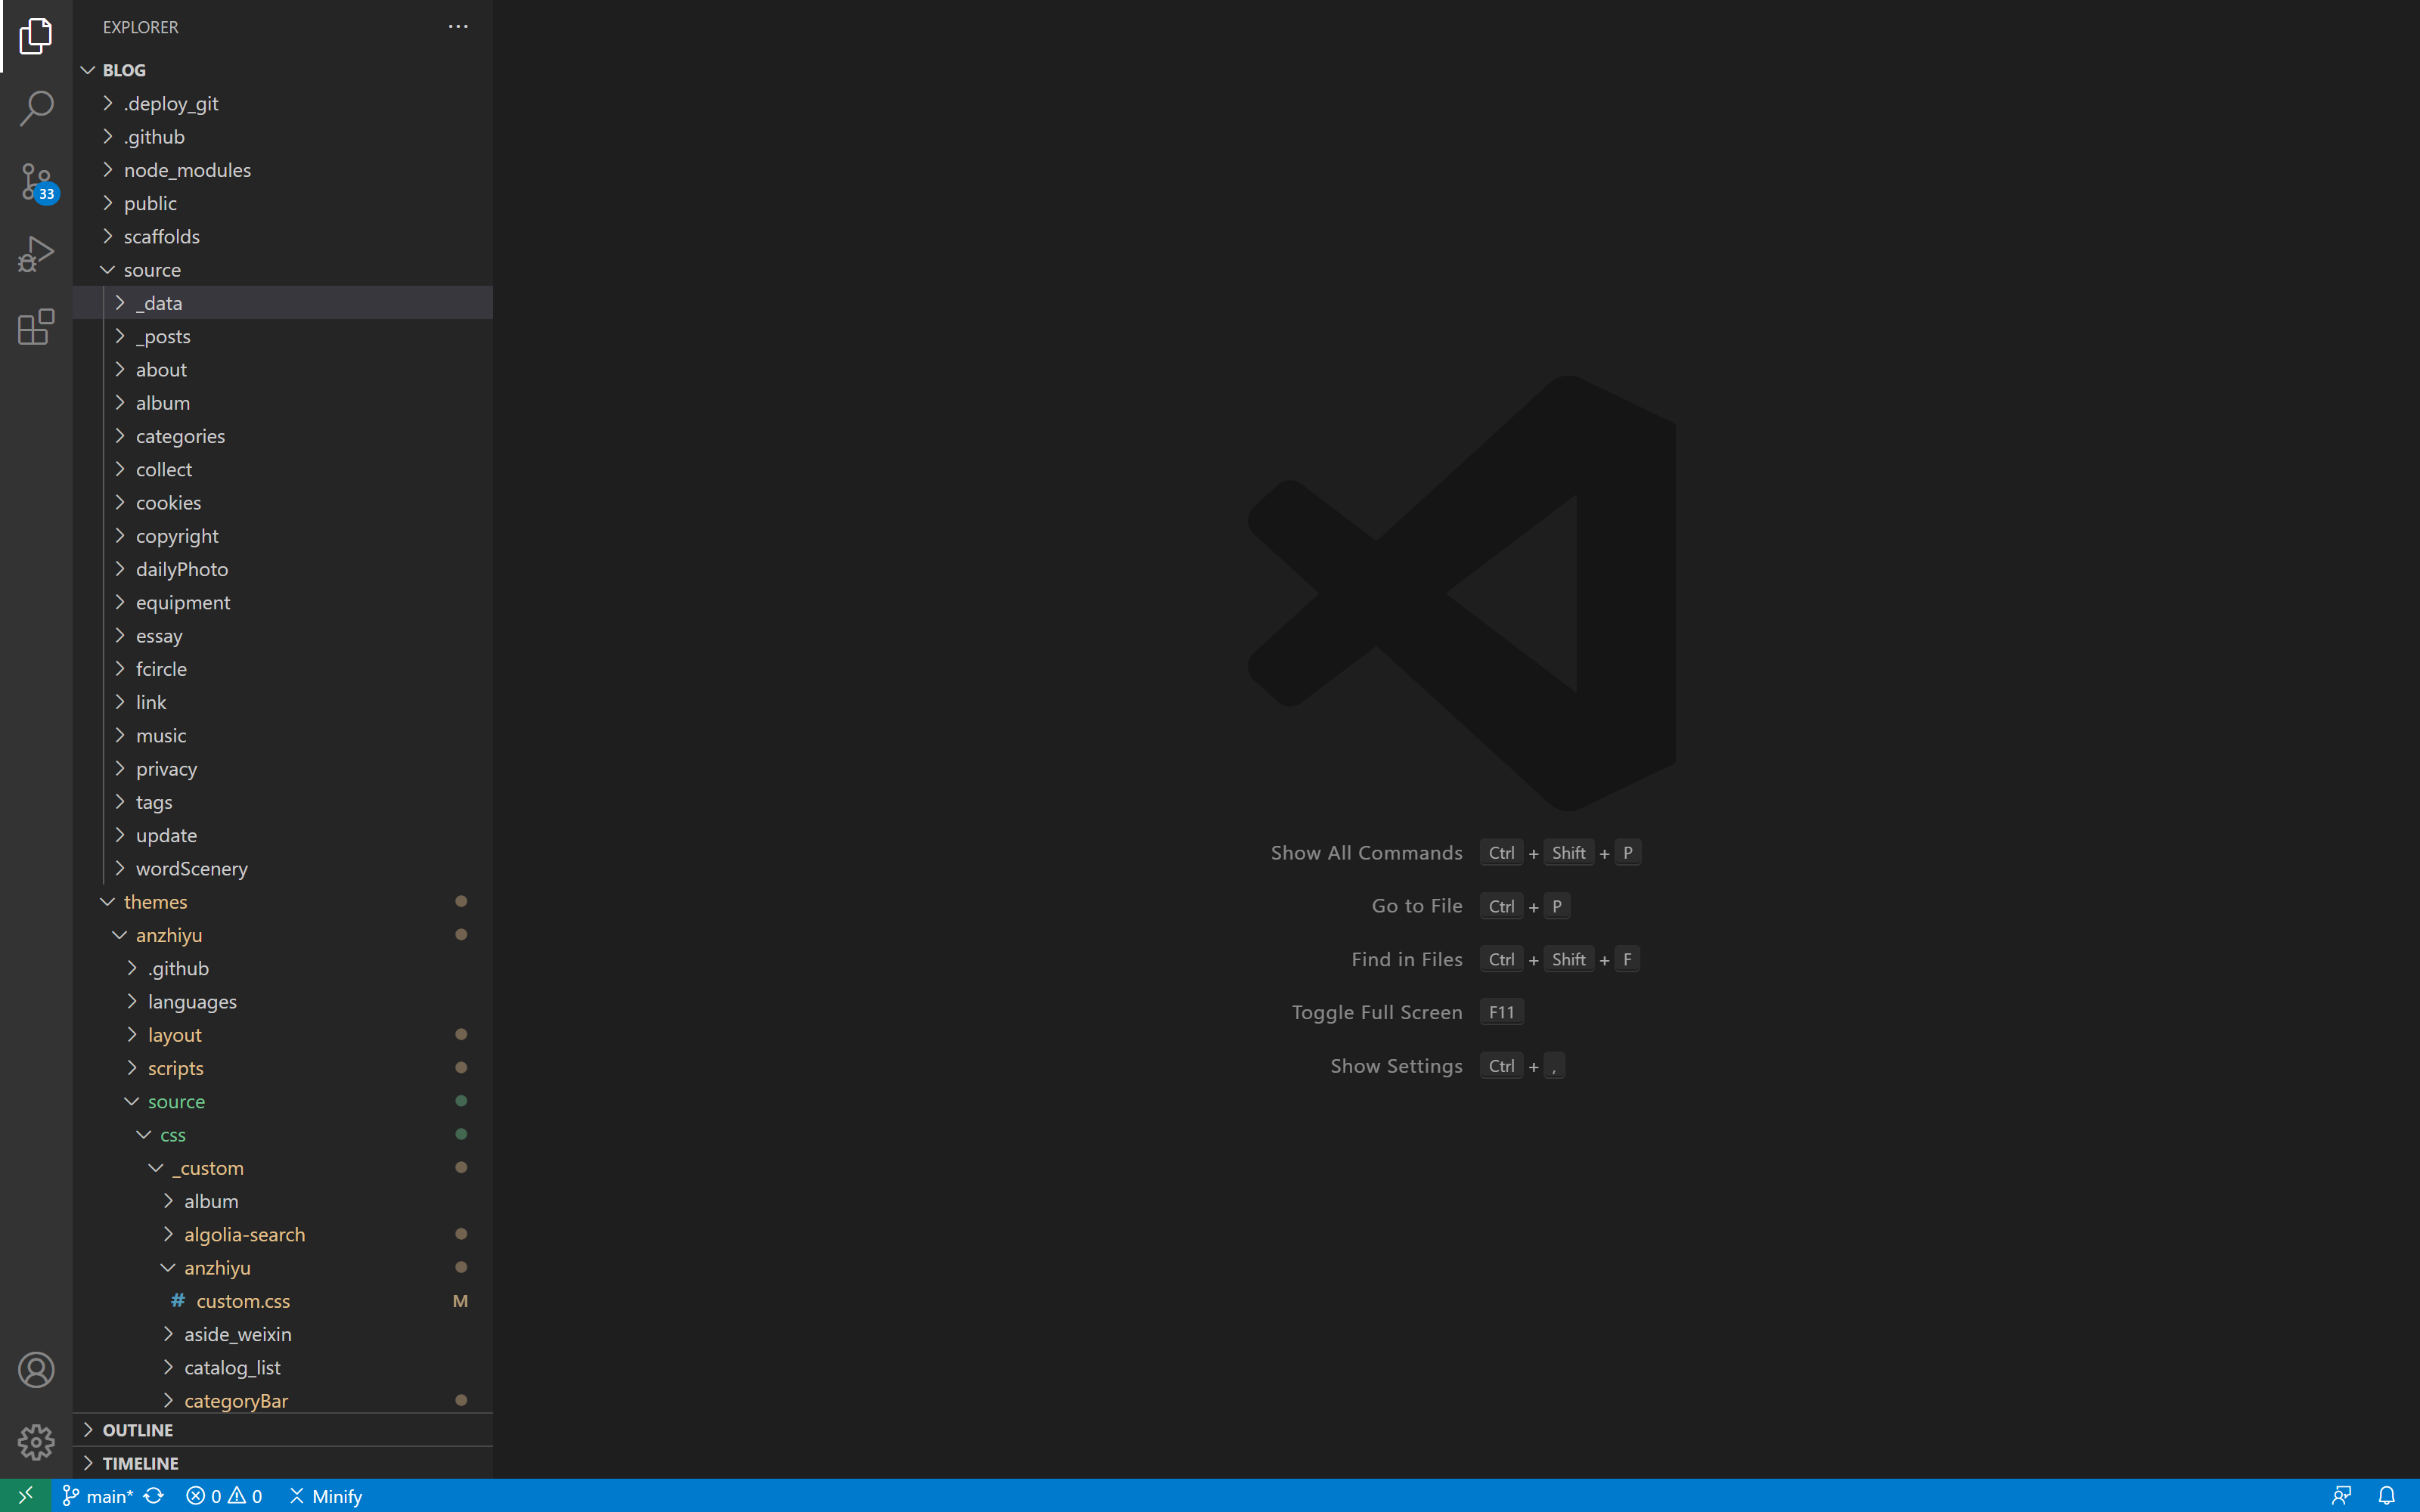 EXPLORER
BLOG
.deploy_git
.github
node_modules
public
scaffolds
source
_data
_posts
about
album
categories
collect
cookies
copyright
dailyPhoto
equipment
essay
fcircle
link
music
privacy
tags
update
wordScenery
themes
anzhiyu
.github
languages
layout
scripts
source
css
_custom
album
algolia-search
anzhiyu
# custom.css M
aside_weixin
catalog_list
categoryBar
OUTLINE
TIMELINE
33
Show All Commands Ctrl + Shift + P
Go to File Ctrl + P
Find in Files Ctrl + Shift + F
Toggle Full Screen F11
Show Settings Ctrl + ,
main* 0 0 Minify